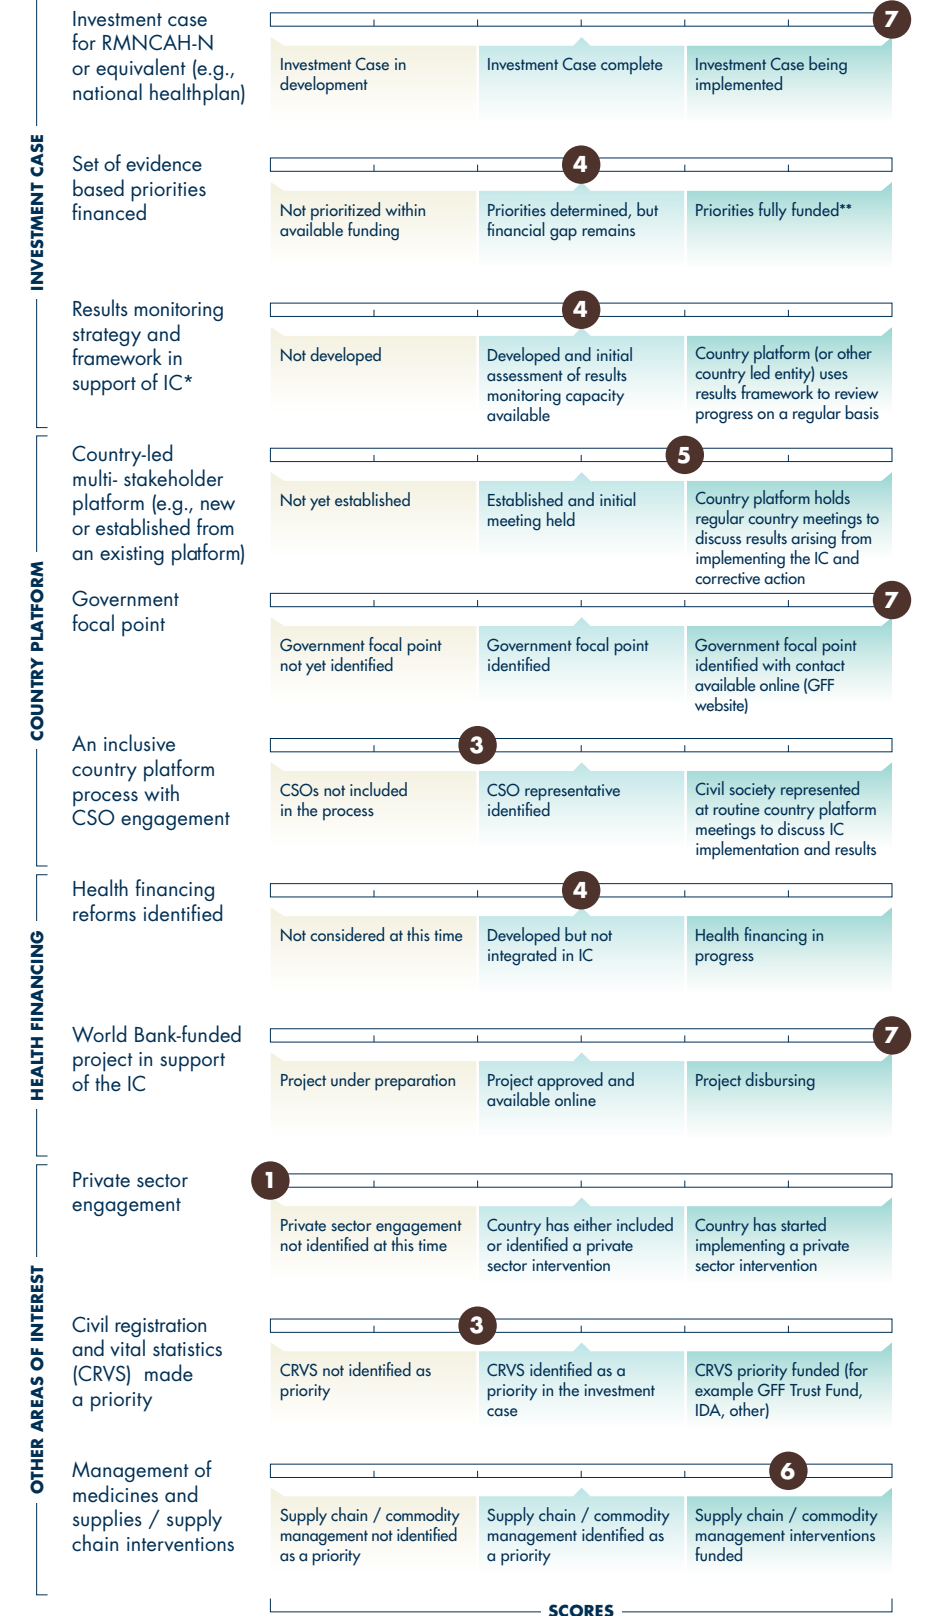 INVESTMENT CASE
Investment case
for RMNCAH-N
or equivalent (e.g.,
national healthplan)
7
Investment Case in
development
Investment Case complete
Investment Case being
implemented
Set of evidence
based priorities
financed
4
Not prioritized within
available funding
Priorities determined, but
financial gap remains
Priorities fully funded**
Results monitoring
strategy and
framework in
support of IC*
4
Not developed
Developed and initial
assessment of results
monitoring capacity
available
Country platform (or other
country led entity) uses
results framework to review
progress on a regular basis
COUNTRY PLATFORM
Country-led
multi- stakeholder
platform (e.g., new
or established from
an existing platform)
5
Not yet established
Established and initial
meeting held
Country platform holds
regular country meetings to
discuss results arising from
implementing the IC and
corrective action
Government
focal point
7
Government focal point
not yet identified
Government focal point
identified
Government focal point
identified with contact
available online (GFF
website)
An inclusive
country platform
process with
CSO engagement
3
CSOs not included
in the process
CSO representative
identified
Civil society represented
at routine country platform
meetings to discuss IC
implementation and results
HEALTH FINANCING
Health financing
reforms identified
4
Not considered at this time
Developed but not
integrated in IC
Health financing in
progress
World Bank-funded
project in support
of the IC
7
Project under preparation
Project approved and
available online
Project disbursing
OTHER AREAS OF INTEREST
Private sector
engagement
1
Private sector engagement
not identified at this time
Country has either included
or identified a private
sector intervention
Country has started
implementing a private
sector intervention
Civil registration
and vital statistics
(CRVS) made
a priority
3
CRVS not identified as
priority
CRVS identified as a
priority in the investment
case
CRVS priority funded (for
example GFF Trust Fund,
IDA, other)
Management of
medicines and
supplies / supply
chain interventions
6
Supply chain / commodity
management not identified
as a priority
Supply chain / commodity
management identified as
a priority
Supply chain / commodity
management interventions
funded
SCORES